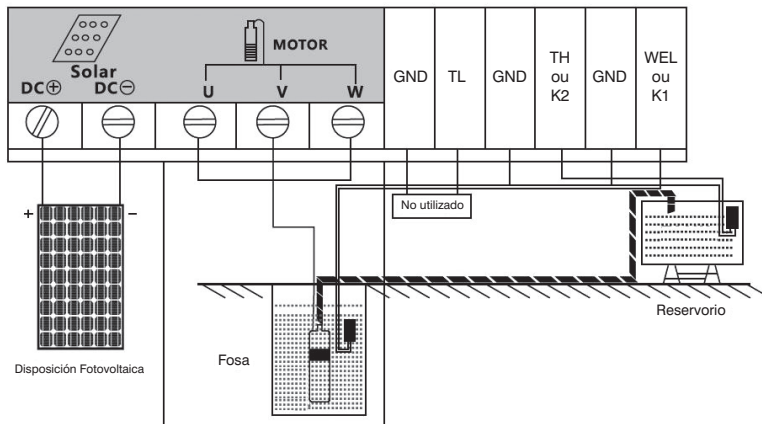 Solar
DC⊕ DC⊖
MOTOR
U V W
GND
TL
GND
TH
ou
K2
GND
WEL
ou
K1
+ −
No utilizado
Reservorio
Fosa
Disposición Fotovoltaica